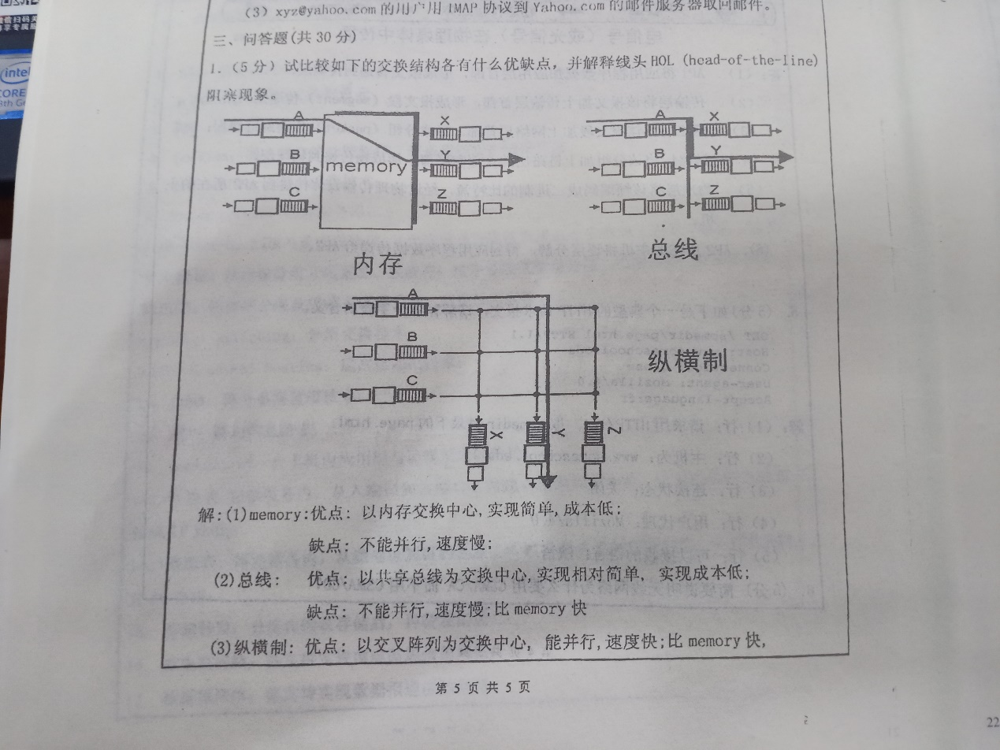 intel
CORE
(3) xyz@yahoo.com 的用户用 IMAP 协议到 Yahoo.com 的邮件服务器取回邮件。
三、问答题(共 30 分)
1.（5 分）试比较如下的交换结构各有什么优缺点，并解释线头 HOL (head-of-the-line)
阻塞现象。
A
B
C
memory
X
Y
Z
内存
A
B
C
X
Y
Z
总线
A
B
C
X
Y
Z
纵横制
解:(1)memory:优点: 以内存交换中心,实现简单,成本低;
缺点: 不能并行,速度慢;
(2)总线: 优点: 以共享总线为交换中心,实现相对简单, 实现成本低;
缺点: 不能并行,速度慢;比 memory 快
(3)纵横制: 优点: 以交叉阵列为交换中心, 能并行,速度快;比 memory 快,
第 5 页 共 5 页
22